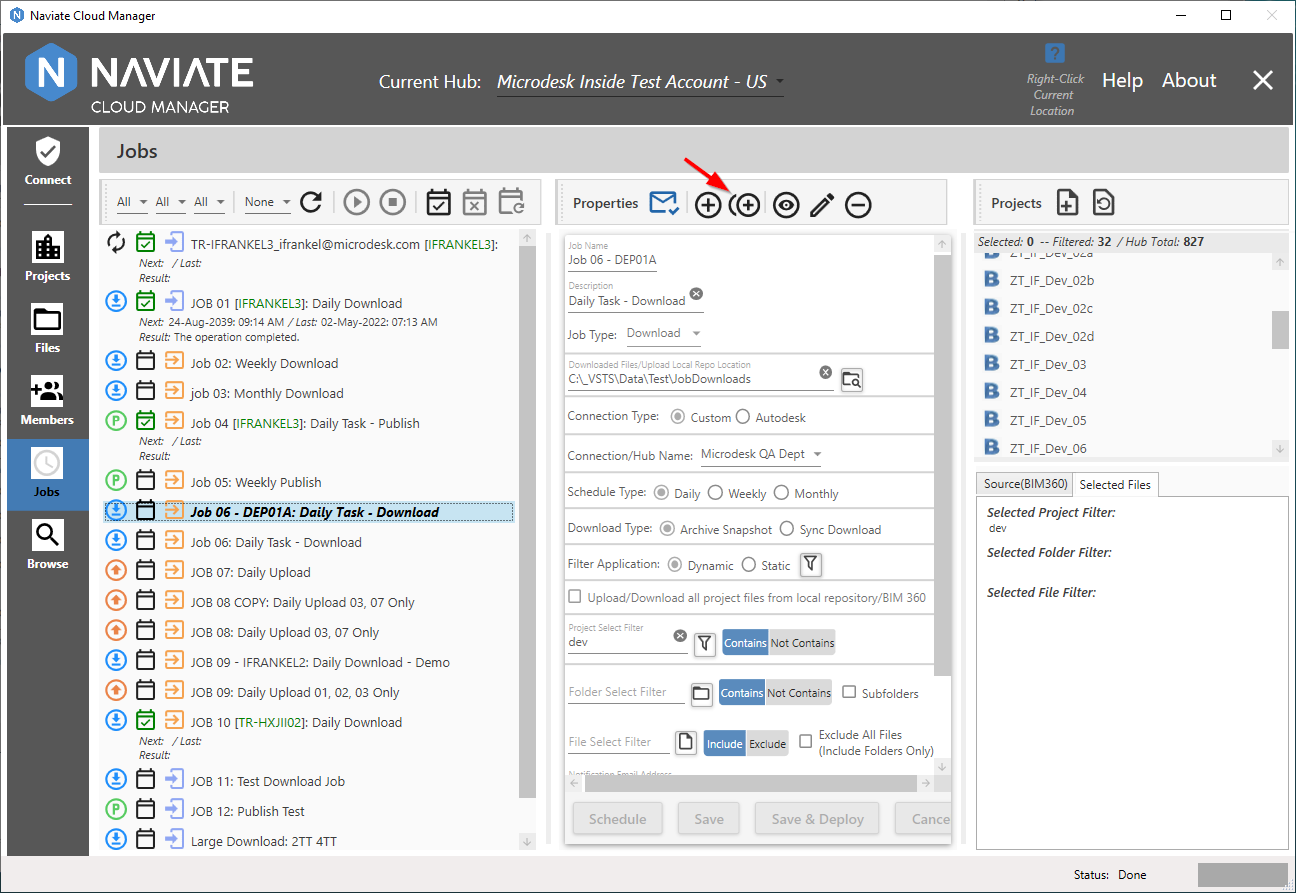 Naviate Cloud Manager
N NAVIATE
CLOUD MANAGER
Current Hub: Microdesk Inside Test Account - US
?
Right-Click
Current
Location
Help About
Connect
Projects
Files
Members
Jobs
Browse
Jobs
All All All None
Properties
Projects
TR-IFRANKEL3_ifrankel@microdesk.com [IFRANKEL3]:
Next: / Last:
Result:
JOB 01 [IFRANKEL3]: Daily Download
Next: 24-Aug-2039: 09:14 AM / Last: 02-May-2022: 07:13 AM
Result: The operation completed.
Job 02: Weekly Download
job 03: Monthly Download
P Job 04 [IFRANKEL3]: Daily Task - Publish
Next: / Last:
Result:
P Job 05: Weekly Publish
Job 06 - DEP01A: Daily Task - Download
Job 06: Daily Task - Download
JOB 07: Daily Upload
JOB 08 COPY: Daily Upload 03, 07 Only
JOB 08: Daily Upload 03, 07 Only
JOB 09 - IFRANKEL2: Daily Download - Demo
JOB 09: Daily Upload 01, 02, 03 Only
JOB 10 [TR-HXJII02]: Daily Download
Next: / Last:
Result:
JOB 11: Test Download Job
P JOB 12: Publish Test
Large Download: 2TT 4TT
Job Name
Job 06 - DEP01A
Description
Daily Task - Download
Job Type: Download
Downloaded Files/Upload Local Repo Location
C:\_VSTS\Data\Test\JobDownloads
Connection Type: Custom Autodesk
Connection/Hub Name: Microdesk QA Dept
Schedule Type: Daily Weekly Monthly
Download Type: Archive Snapshot Sync Download
Filter Application: Dynamic Static
Upload/Download all project files from local repository/BIM 360
Project Select Filter
dev
Contains Not Contains
Folder Select Filter Contains Not Contains Subfolders
File Select Filter Include Exclude Exclude All Files
(Include Folders Only)
Notification Email Address
Schedule Save Save & Deploy Cance
Selected: 0 -- Filtered: 32 / Hub Total: 827
B ZT_IF_Dev_02a
B ZT_IF_Dev_02b
B ZT_IF_Dev_02c
B ZT_IF_Dev_02d
B ZT_IF_Dev_03
B ZT_IF_Dev_04
B ZT_IF_Dev_05
B ZT_IF_Dev_06
Source(BIM360) Selected Files
Selected Project Filter:
dev
Selected Folder Filter:
Selected File Filter:
Status: Done